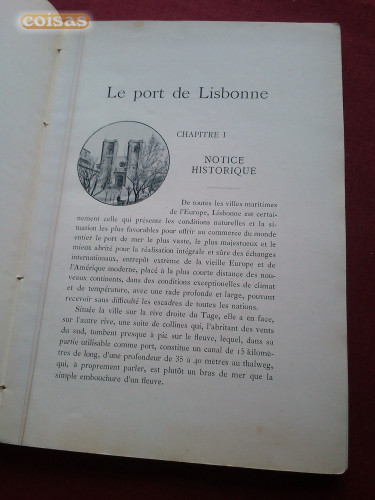 coisas
Le port de Lisbonne
CHAPITRE I
NOTICE
HISTORIQUE
De toutes les villes maritimes
de l'Europe, Lisbonne est certai-
nement celle qui présente les conditions naturelles et la si-
tuation les plus favorables pour offrir au commerce du monde
entier le port de mer le plus vaste, le plus majestueux et le
mieux abrité pour la réalisation intégrale et sûre des échanges
internationaux, entrepôt extrême de la vieille Europe et de
l'Amérique moderne, placé à la plus courte distance des nou-
veaux continents, dans des conditions exceptionelles de climat
et de température, avec une rade profonde et large, pouvant
recevoir sans difficulté les escadres de toutes les nations.
Située la ville sur la rive droite du Tage, elle a en face,
sur l'autre rive, une suite de collines qui, l'abritant des vents
du sud, tombent presque à pic sur le fleuve, lequel, dans sa
partie utilisable comme port, constitue un canal de 15 kilomè-
tres de long, d'une profondeur de 35 à 40 mètres au thalweg,
qui, à proprement parler, est plutôt un bras de mer que la
simple embouchure d'un fleuve.